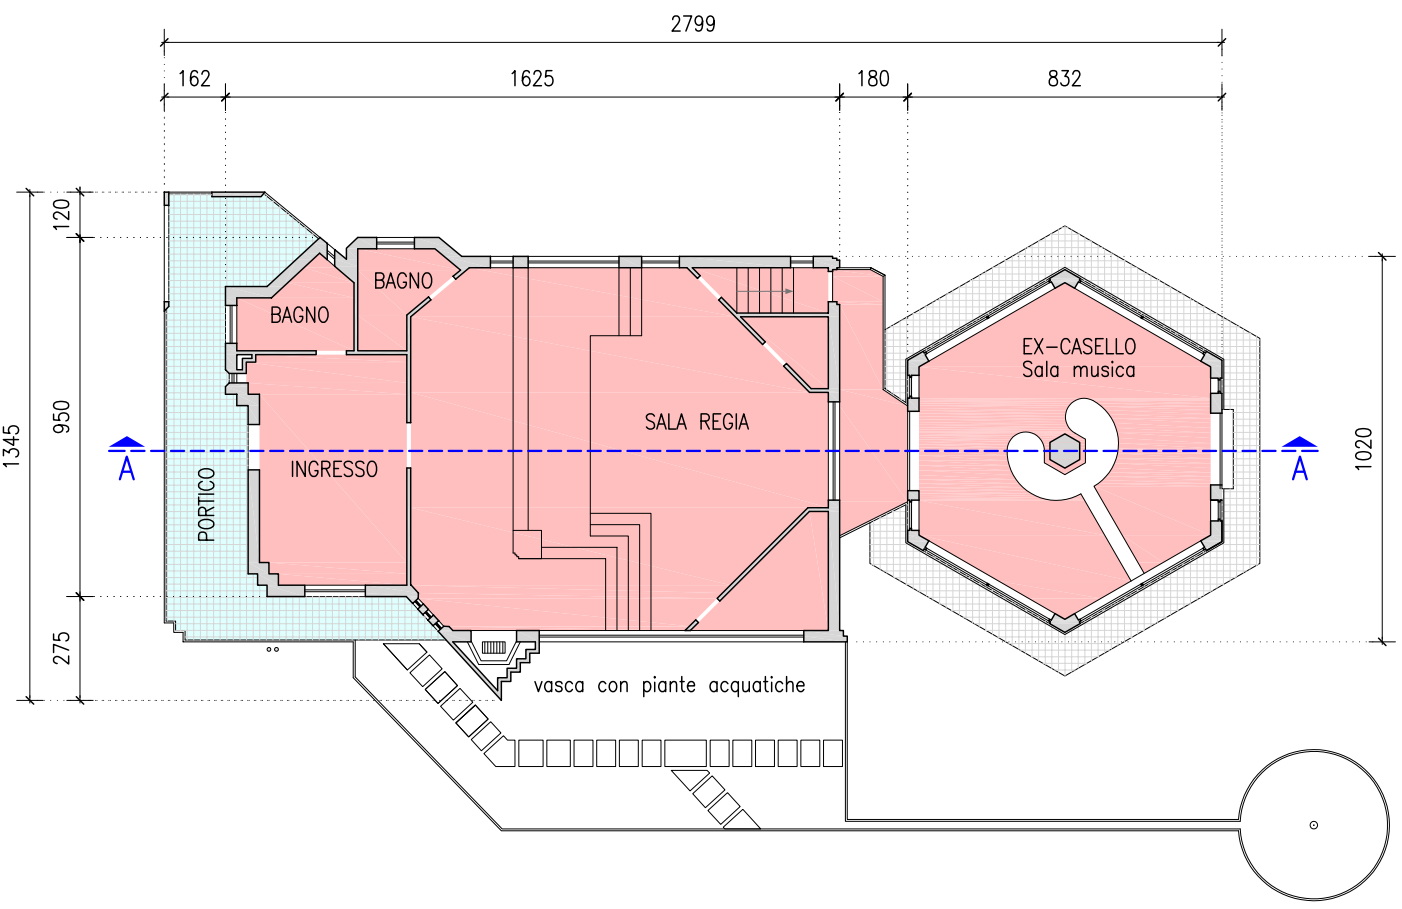 2799
162
1625
180
832
120
950
1345
275
1020
BAGNO
BAGNO
EX-CASELLO
Sala musica
SALA REGIA
INGRESSO
PORTICO
A
A
vasca con piante acquatiche